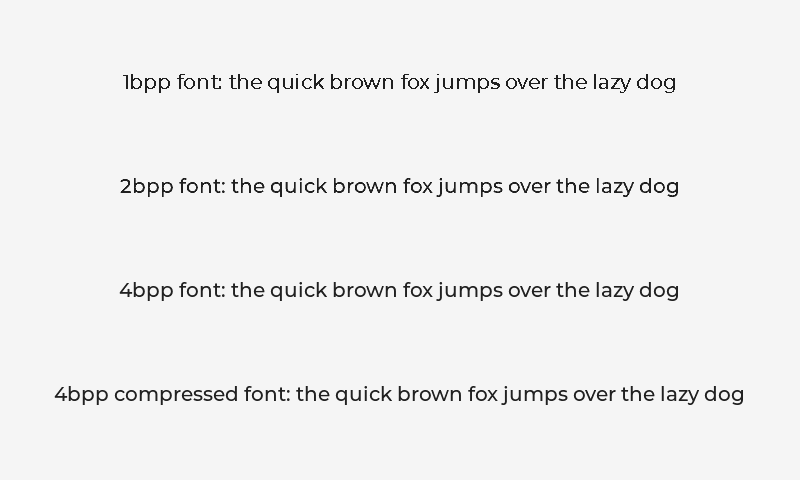 1bpp font: the quick brown fox jumps over the lazy dog
2bpp font: the quick brown fox jumps over the lazy dog
4bpp font: the quick brown fox jumps over the lazy dog
4bpp compressed font: the quick brown fox jumps over the lazy dog